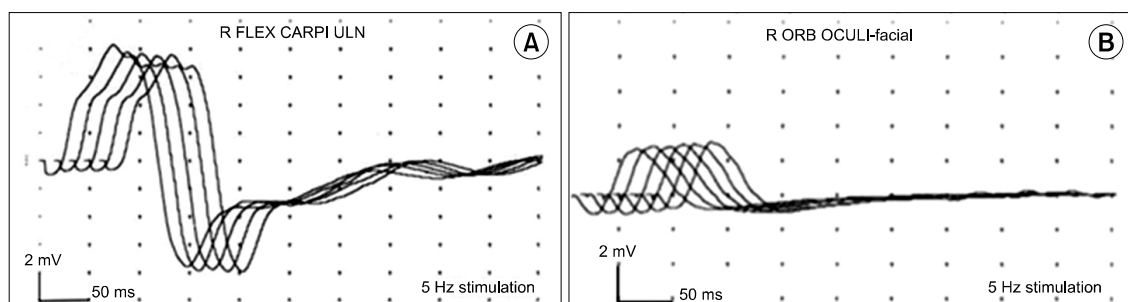 R FLEX CARPI ULN
A
2 mV
50 ms
5 Hz stimulation
R ORB OCULI-facial
B
2 mV
50 ms
5 Hz stimulation